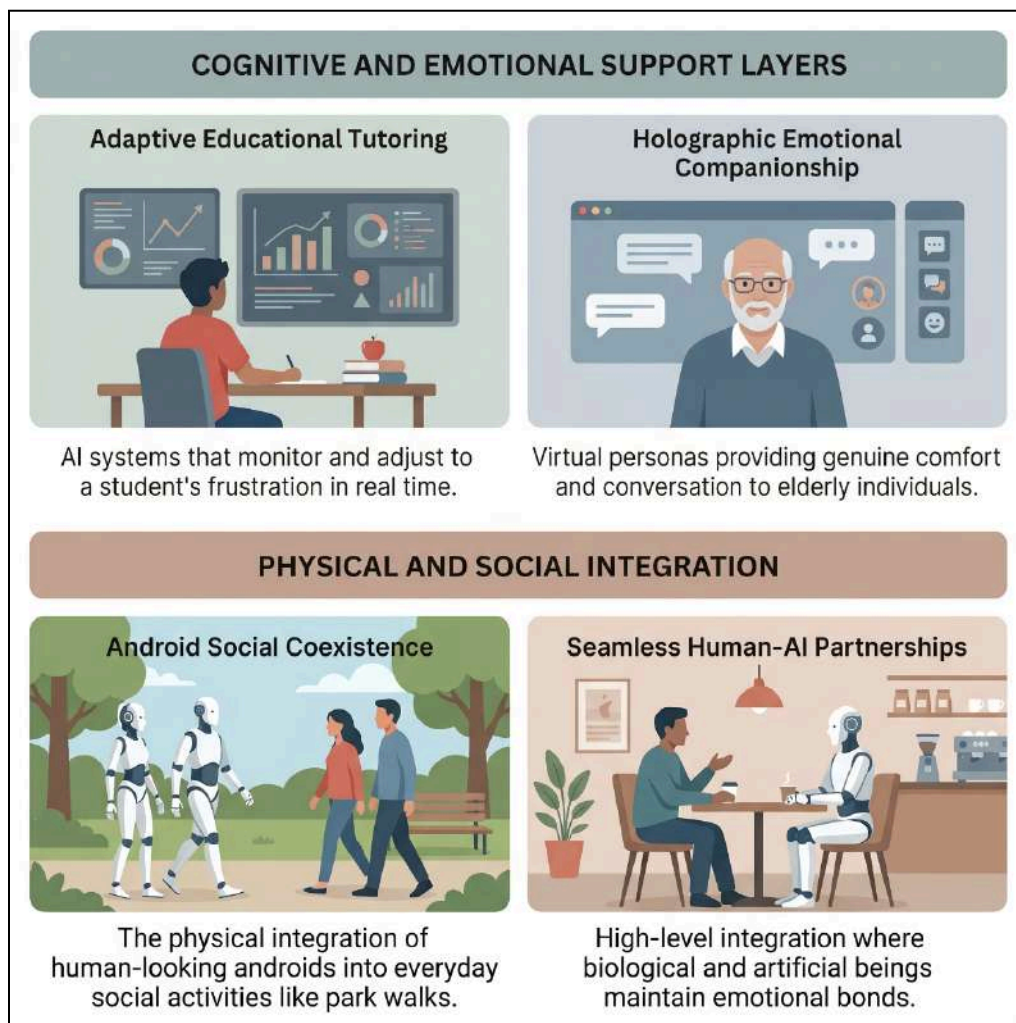 COGNITIVE AND EMOTIONAL SUPPORT LAYERS
Adaptive Educational Tutoring
AI systems that monitor and adjust to
a student's frustration in real time.
Holographic Emotional
Companionship
Virtual personas providing genuine comfort
and conversation to elderly individuals.
PHYSICAL AND SOCIAL INTEGRATION
Android Social Coexistence
The physical integration of
human-looking androids into everyday
social activities like park walks.
Seamless Human-AI Partnerships
High-level integration where
biological and artificial beings
maintain emotional bonds.